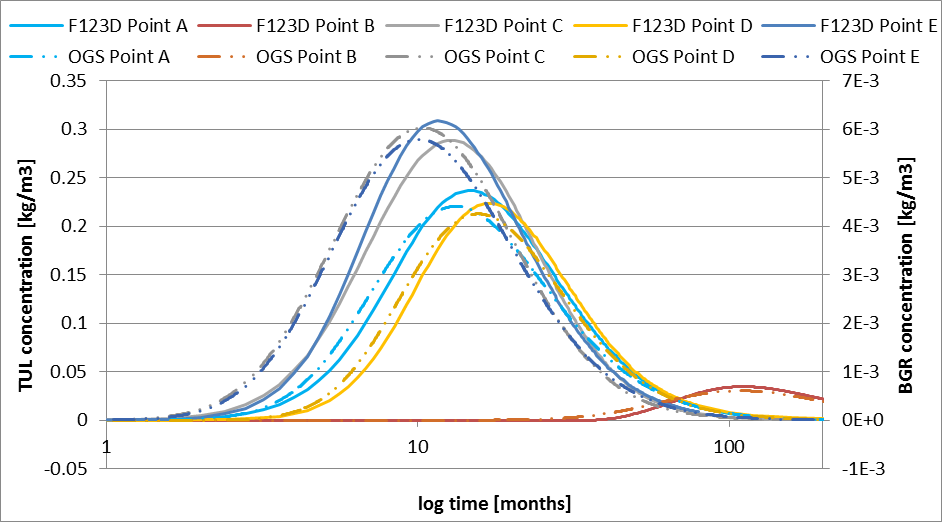 F123D Point A F123D Point B F123D Point C F123D Point D F123D Point E
OGS Point A OGS Point B OGS Point C OGS Point D OGS Point E
0.35 7E-3
0.3 6E-3
0.25 5E-3
0.2 4E-3
0.15 3E-3
0.1 2E-3
0.05 1E-3
0 0E+0
-0.05 -1E-3
1 10 100
TUL concentration [kg/m3]
BGR concentration [kg/m3]
log time [months]